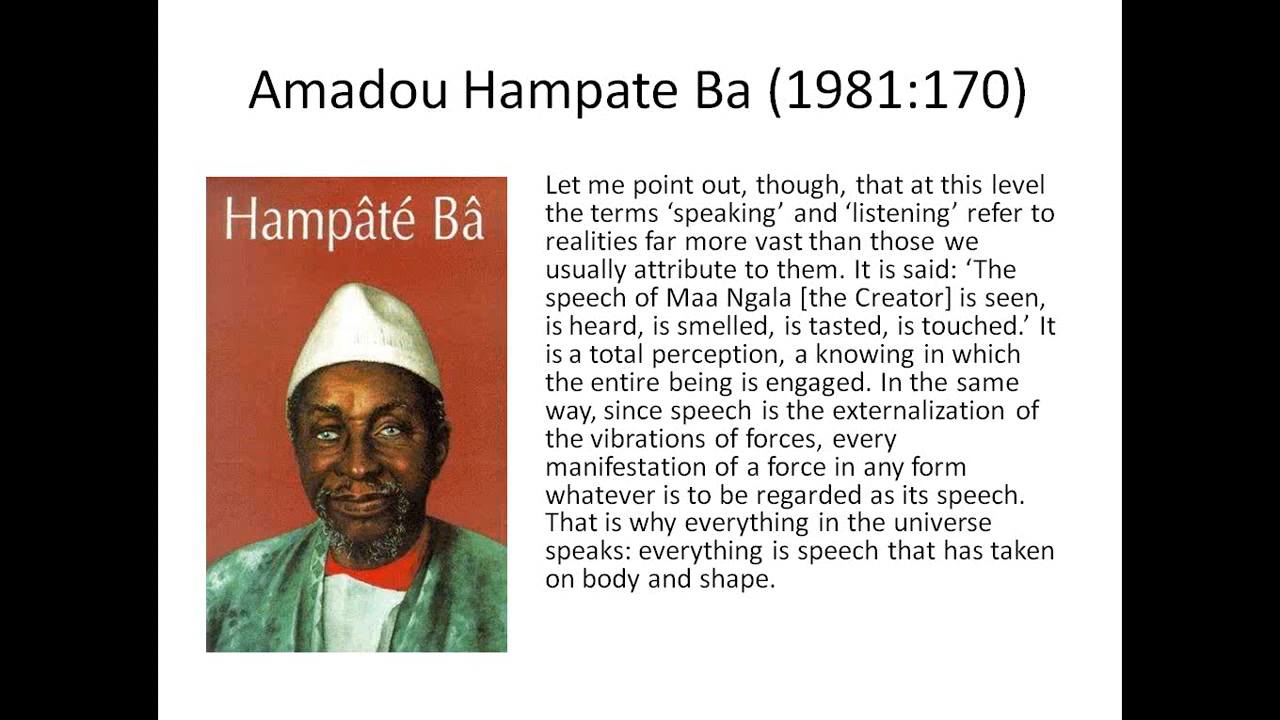 Amadou Hampate Ba (1981:170)
Hampâté Bâ
Let me point out, though, that at this level
the terms ‘speaking’ and ‘listening’ refer to
realities far more vast than those we
usually attribute to them. It is said: ‘The
speech of Maa Ngala [the Creator] is seen,
is heard, is smelled, is tasted, is touched.’ It
is a total perception, a knowing in which
the entire being is engaged. In the same
way, since speech is the externalization of
the vibrations of forces, every
manifestation of a force in any form
whatever is to be regarded as its speech.
That is why everything in the universe
speaks: everything is speech that has taken
on body and shape.